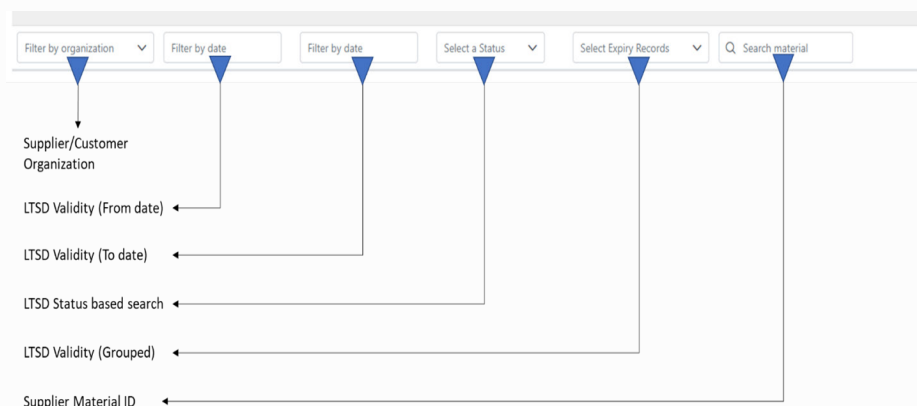 Filter by organization
Filter by date
Filter by date
Select a Status
Select Expiry Records
Search material
Supplier/Customer
Organization
LTSD Validity (From date)
LTSD Validity (To date)
LTSD Status based search
LTSD Validity (Grouped)
Supplier Material ID